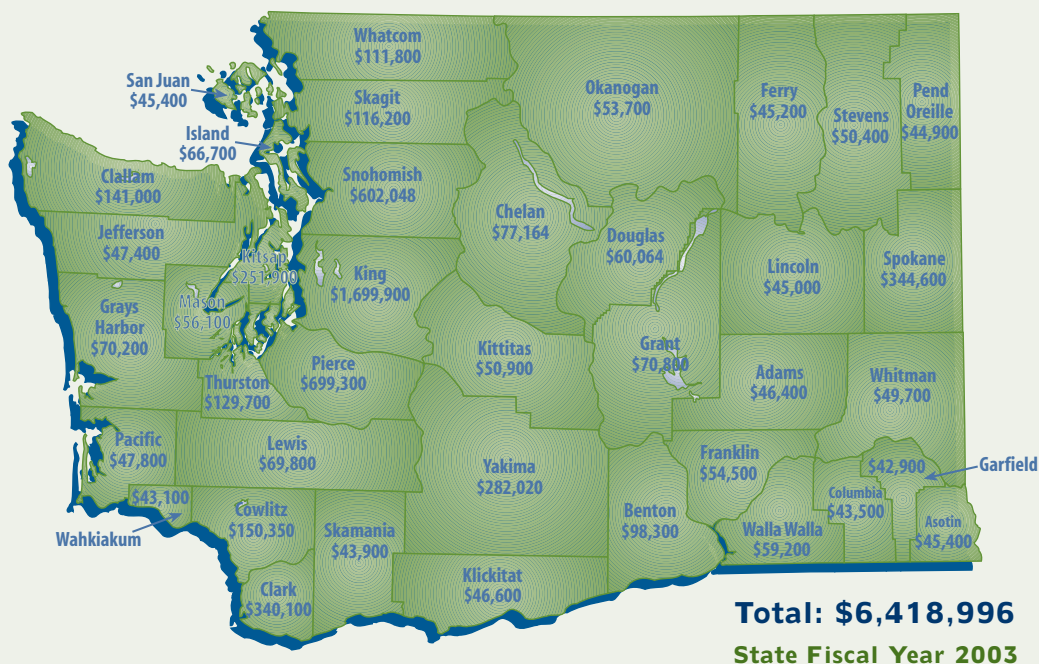 Whatcom
$111,800
San Juan
$45,400
Skagit
$116,200
Island
$66,700
Okanogan
$53,700
Ferry
$45,200
Stevens
$50,400
Pend
Oreille
$44,900
Clallam
$141,000
Snohomish
$602,048
Chelan
$77,164
Jefferson
$47,400
Douglas
$60,064
Kitsap
$251,900
King
$1,699,900
Lincoln
$45,000
Spokane
$344,600
Grays
Harbor
$70,200
Mason
$56,100
Kittitas
$50,900
Grant
$70,800
Pierce
$699,300
Thurston
$129,700
Adams
$46,400
Whitman
$49,700
Pacific
$47,800
Lewis
$69,800
Yakima
$282,020
Franklin
$54,500
$42,900
Garfield
$43,100
Wahkiakum
Cowlitz
$150,350
Skamania
$43,900
Benton
$98,300
Walla Walla
$59,200
Columbia
$43,500
Asotin
$45,400
Clark
$340,100
Klickitat
$46,600
Total: $6,418,996
State Fiscal Year 2003